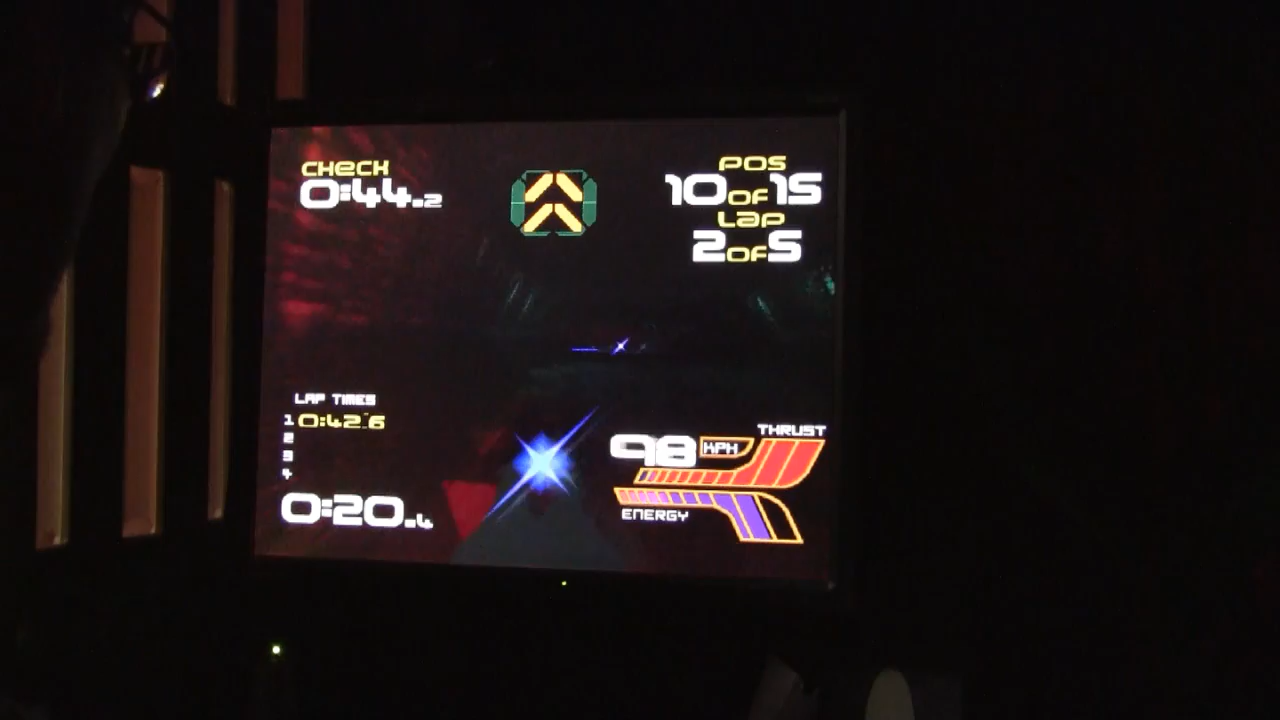 CHECK
0:44.2
POS
10 OF 15
LAP
2 OF 5
LAP TIMES
1 0:42.6
2
3
4
0:20.4
THRUST
98 KPH
ENERGY